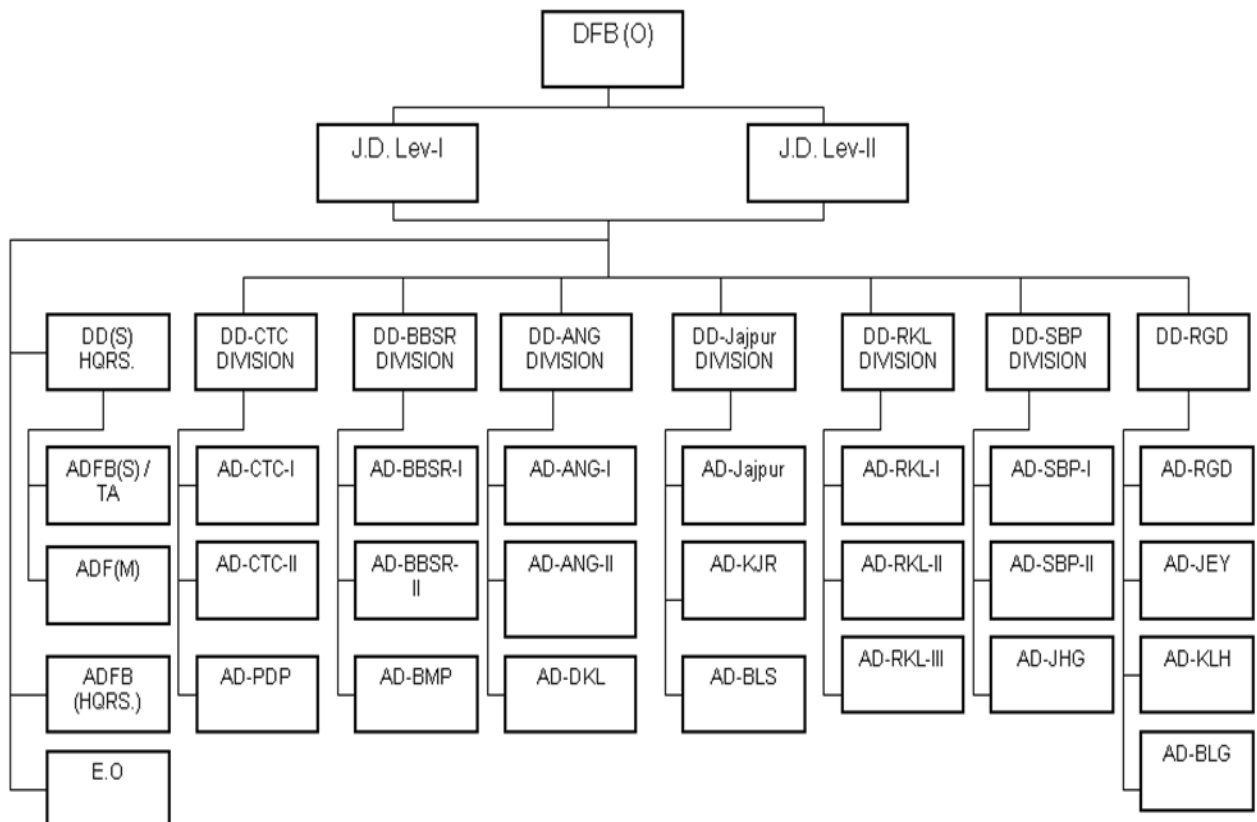 DFB (O)
J.D. Lev-I
J.D. Lev-II
DD(S)
HQRS.
DD-CTC
DIVISION
DD-BBSR
DIVISION
DD-ANG
DIVISION
DD-Jajpur
DIVISION
DD-RKL
DIVISION
DD-SBP
DIVISION
DD-RGD
ADFB(S) /
TA
AD-CTC-I
AD-BBSR-I
AD-ANG-I
AD-Jajpur
AD-RKL-I
AD-SBP-I
AD-RGD
ADF(M)
AD-CTC-II
AD-BBSR-
II
AD-ANG-II
AD-KJR
AD-RKL-II
AD-SBP-II
AD-JEY
ADFB
(HQRS.)
AD-PDP
AD-BMP
AD-DKL
AD-BLS
AD-RKL-III
AD-JHG
AD-KLH
E.O
AD-BLG